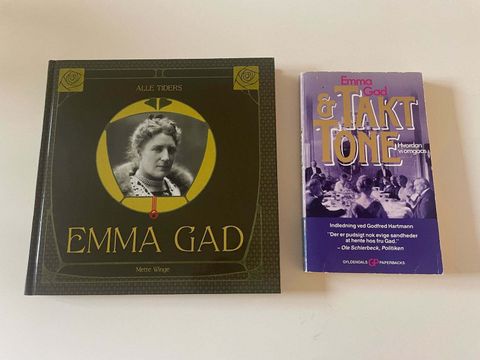 ALLE TIDERS
EMMA GAD
Mette Winge
Emma
Gad
& TAKT
TONE
Hvordan
vi omgaas
Indledning ved Godfred Hartmann
"Der er pudsigt nok evige sandheder
at hente hos fru Gad."
– Ole Schierbeck, Politiken
GYLDENDALS GP PAPERBACKS